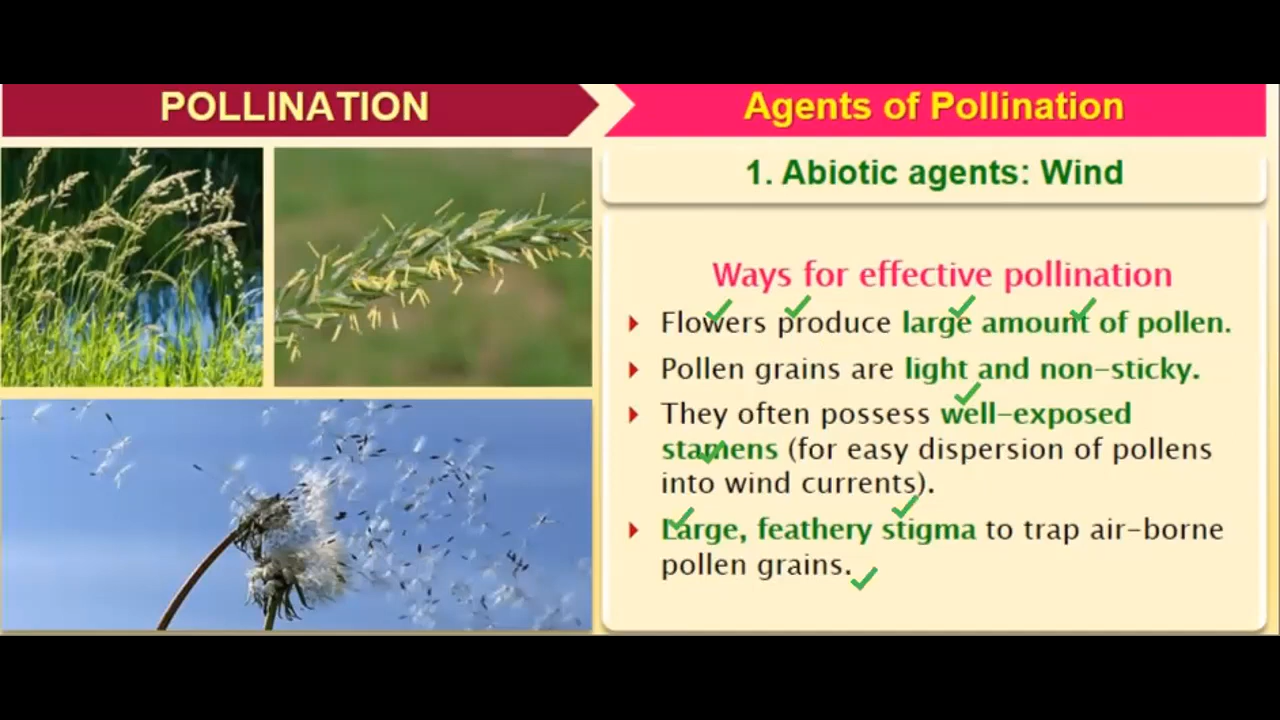 POLLINATION
Agents of Pollination
1. Abiotic agents: Wind
Ways for effective pollination
Flowers produce large amount of pollen.
Pollen grains are light and non-sticky.
They often possess well-exposed
stamens (for easy dispersion of pollens
into wind currents).
Large, feathery stigma to trap air-borne
pollen grains.